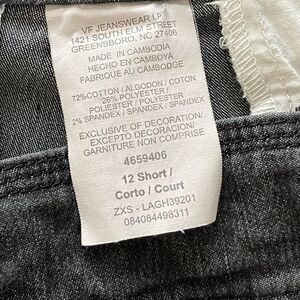 VF JEANSWEAR LP
1421 SOUTH ELM STREET
GREENSBORO, NC 27406
MADE IN CAMBODIA
HECHO EN CAMBOYA
FABRIQUE AU CAMBODGE
72%COTTON / ALGODON / COTON
26% POLYESTER /
POLIESTER / POLYESTER
2% SPANDEX / SPANDEX / SPANDEX
EXCLUSIVE OF DECORATION/
EXCEPTO LA DECORACION/
GARNITURE NON COMPRISE
4659406
12 Short /
Corto / Court
ZXS - LAGH39201
084084498311